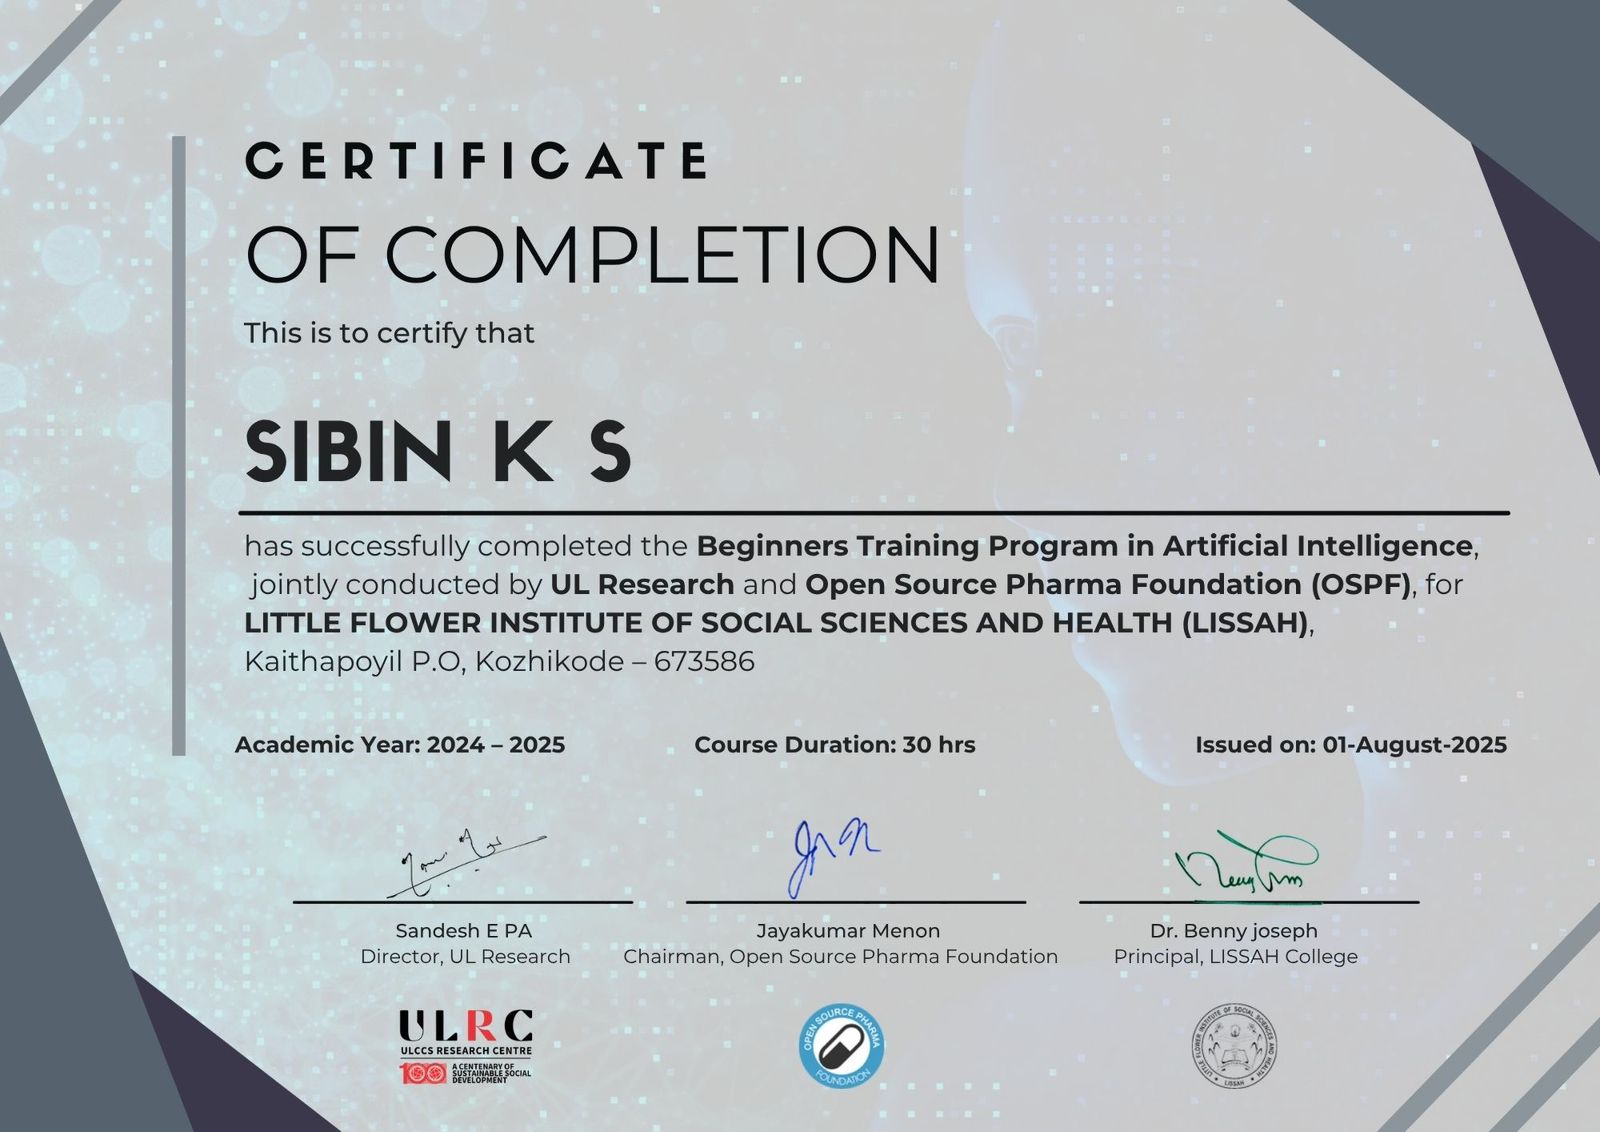 CERTIFICATE
OF COMPLETION
This is to certify that
SIBIN K S
has successfully completed the Beginners Training Program in Artificial Intelligence,
jointly conducted by UL Research and Open Source Pharma Foundation (OSPF), for
LITTLE FLOWER INSTITUTE OF SOCIAL SCIENCES AND HEALTH (LISSAH),
Kaithapoyil P.O, Kozhikode – 673586
Academic Year: 2024 – 2025
Course Duration: 30 hrs
Issued on: 01-August-2025
Sandesh E PA
Director, UL Research
Jayakumar Menon
Chairman, Open Source Pharma Foundation
Dr. Benny joseph
Principal, LISSAH College
ULRC
ULCCS RESEARCH CENTRE
100
A CENTENARY OF
SUSTAINABLE SOCIAL
DEVELOPMENT
OPEN SOURCE PHARMA
FOUNDATION
LITTLE FLOWER INSTITUTE OF SOCIAL SCIENCES AND HEALTH
LISSAH